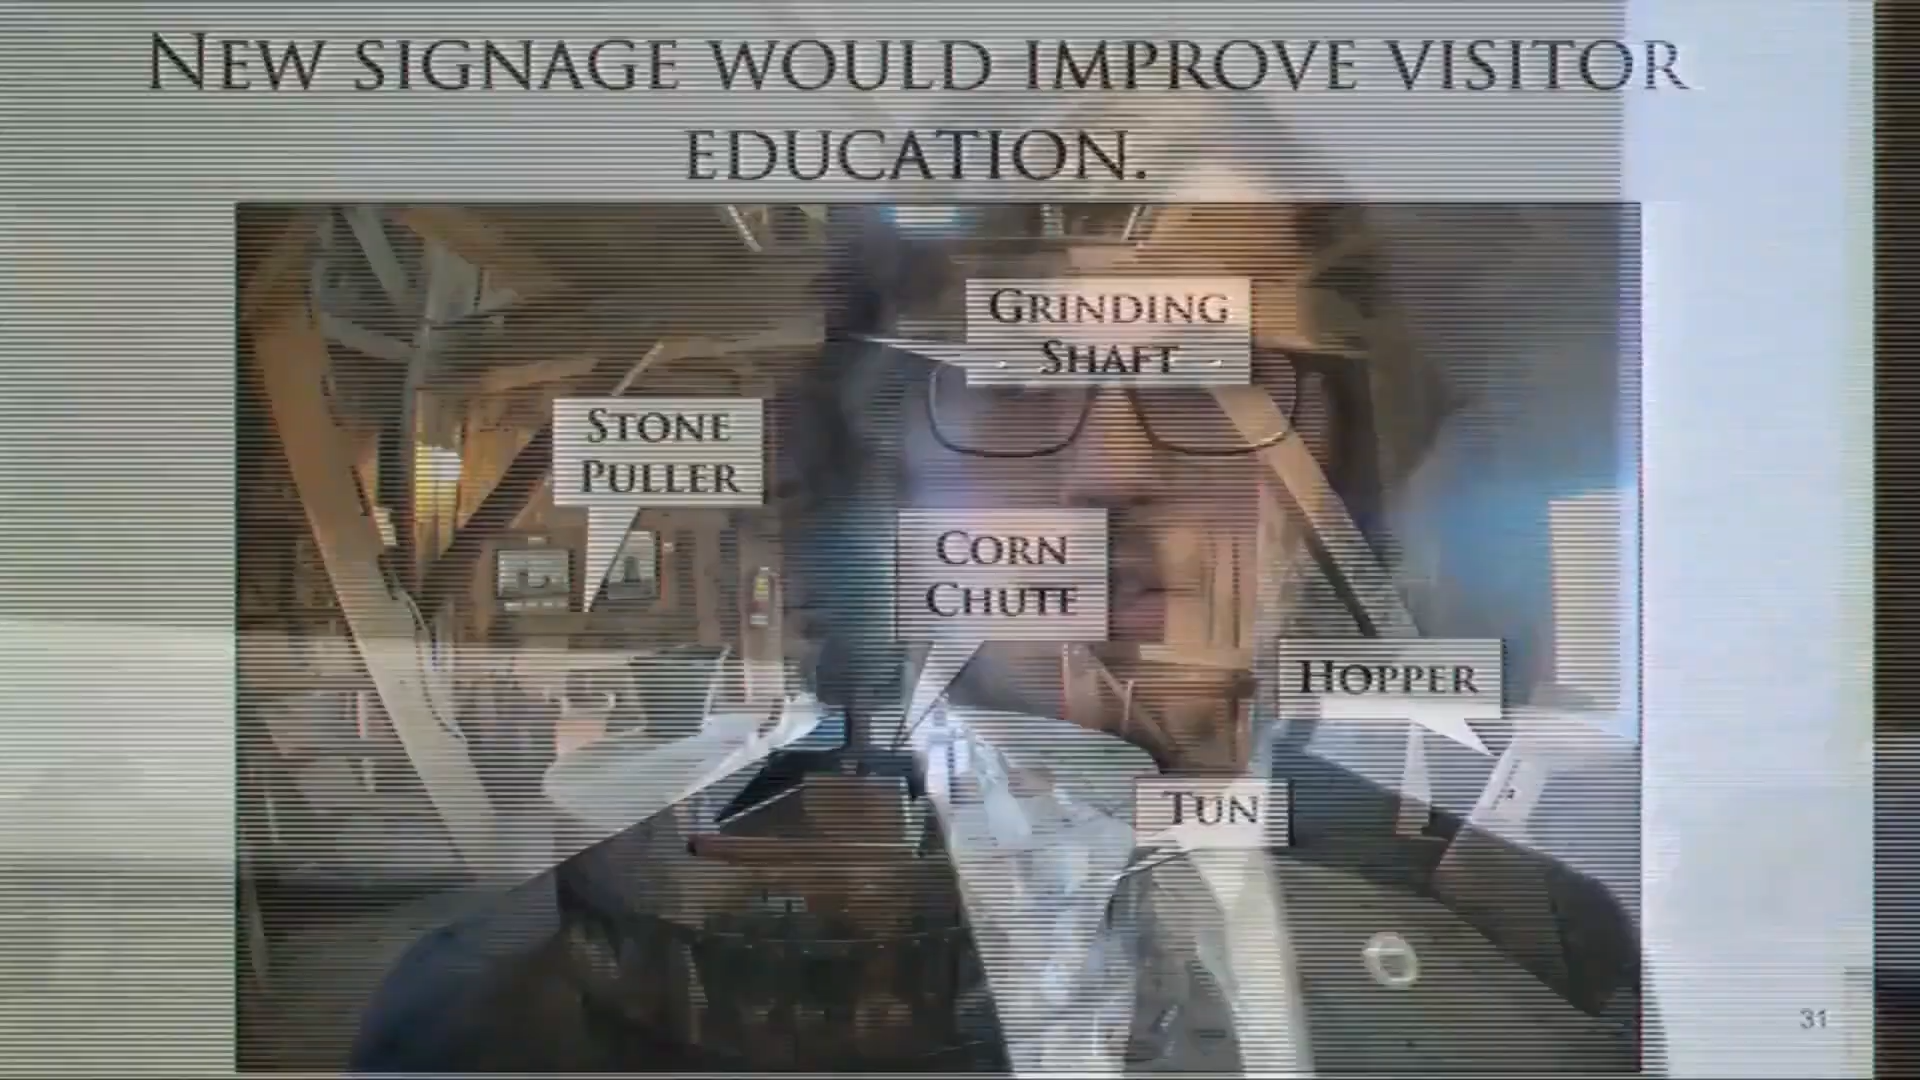 NEW SIGNAGE WOULD IMPROVE VISITOR
EDUCATION.
GRINDING
SHAFT
STONE
PULLER
CORN
CHUTE
HOPPER
TUN
31